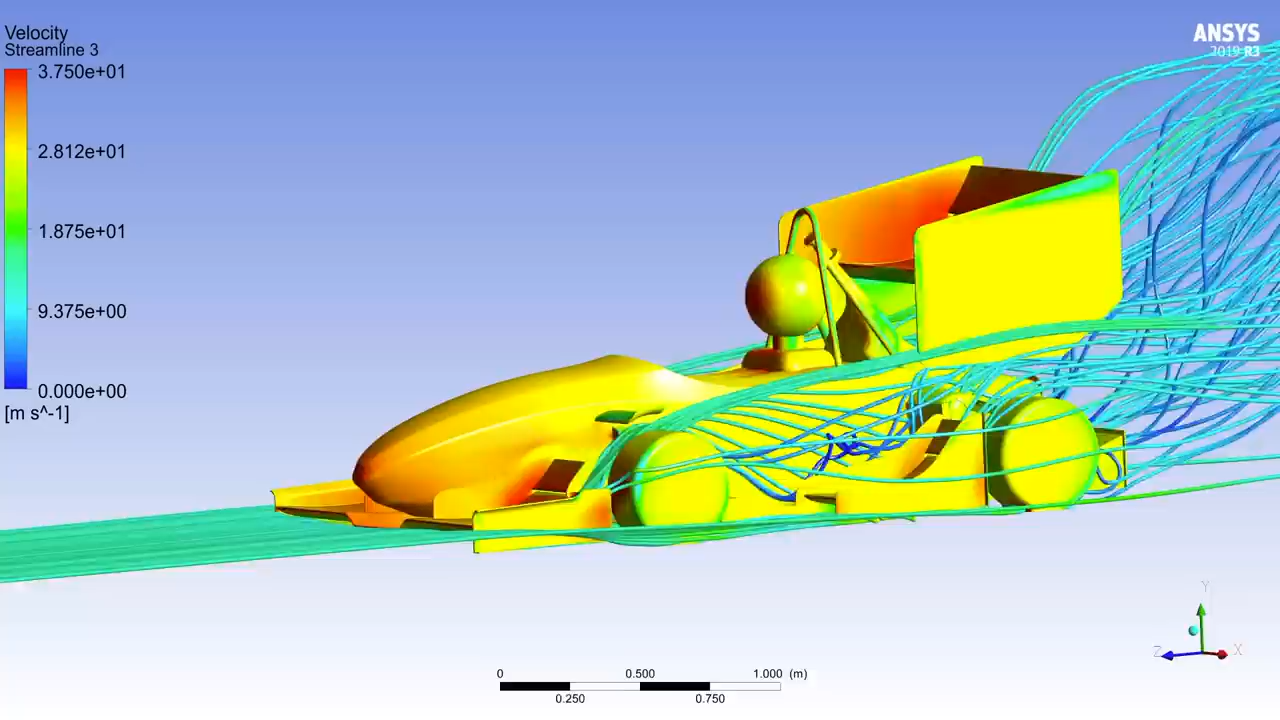 Velocity
Streamline 3
3.750e+01
2.812e+01
1.875e+01
9.375e+00
0.000e+00
[m s^-1]
ANSYS
2019 R3
0 0.500 1.000 (m)
0.250 0.750
Y
Z X